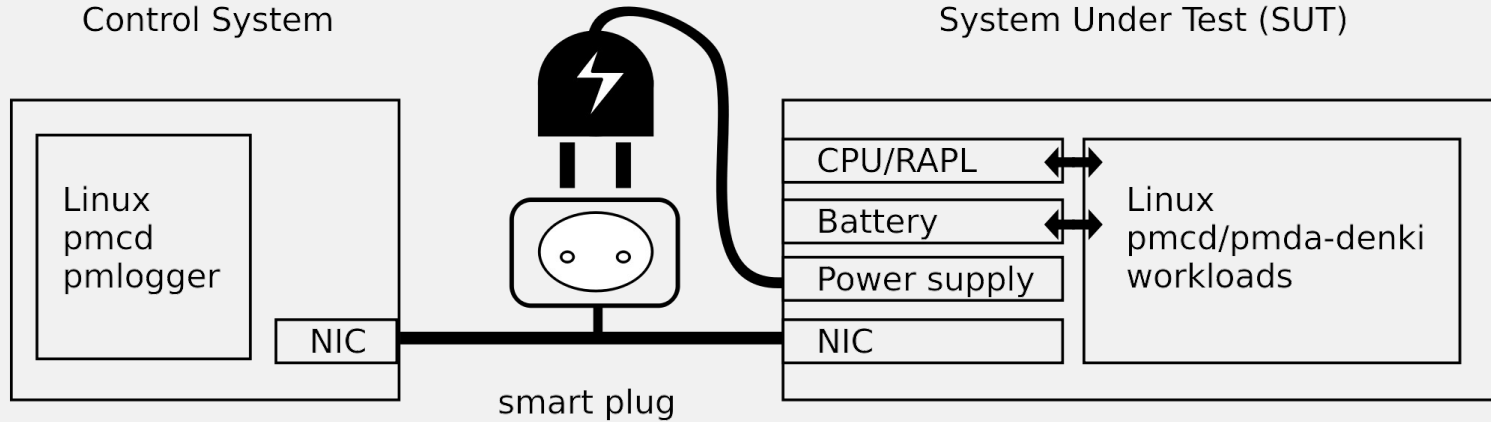 Control System
System Under Test (SUT)
Linux
pmcd
pmlogger
NIC
smart plug
CPU/RAPL
Battery
Power supply
NIC
Linux
pmcd/pmda-denki
workloads